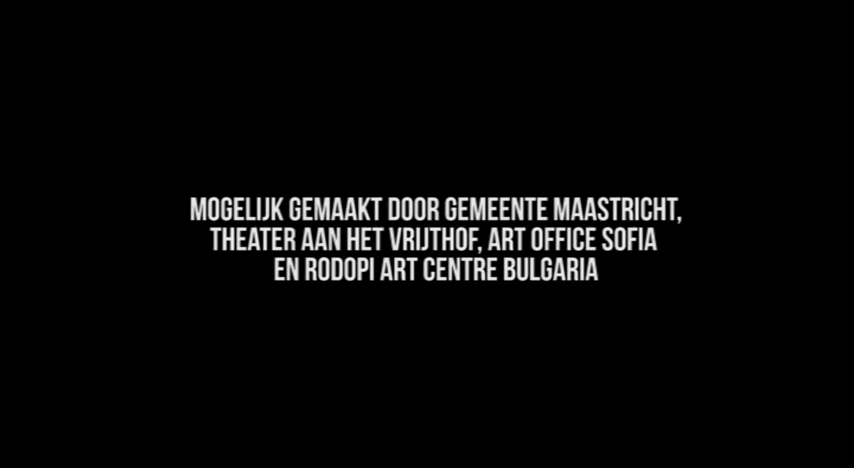 MOGELIJK GEMAAKT DOOR GEMEENTE MAASTRICHT,
THEATER AAN HET VRIJTHOF, ART OFFICE SOFIA
EN RODOPI ART CENTRE BULGARIA